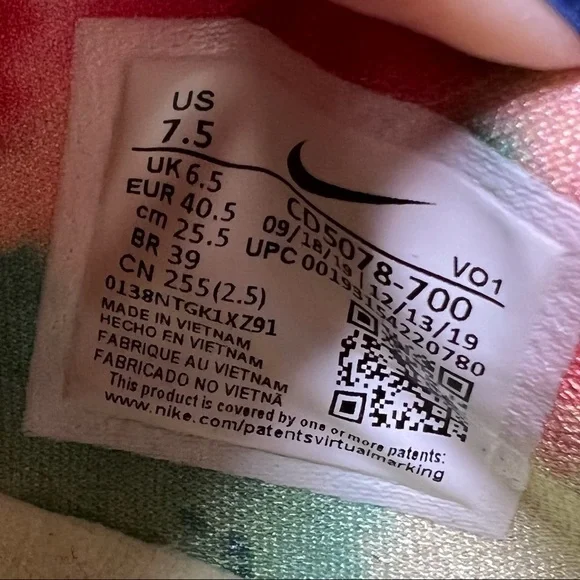 US
7.5
UK 6.5
EUR 40.5
cm 25.5
BR 39
CN 255(2.5)
VO1
CD5078-700
09/18/19 12/13/19
UPC 00193154220780
0138NTGK1XZ91
MADE IN VIETNAM
HECHO EN VIETNAM
FABRIQUE AU VIETNAM
FABRICADO NO VIETNÃ
This product is covered by one or more patents:
www.nike.com/patentsvirtualmarking